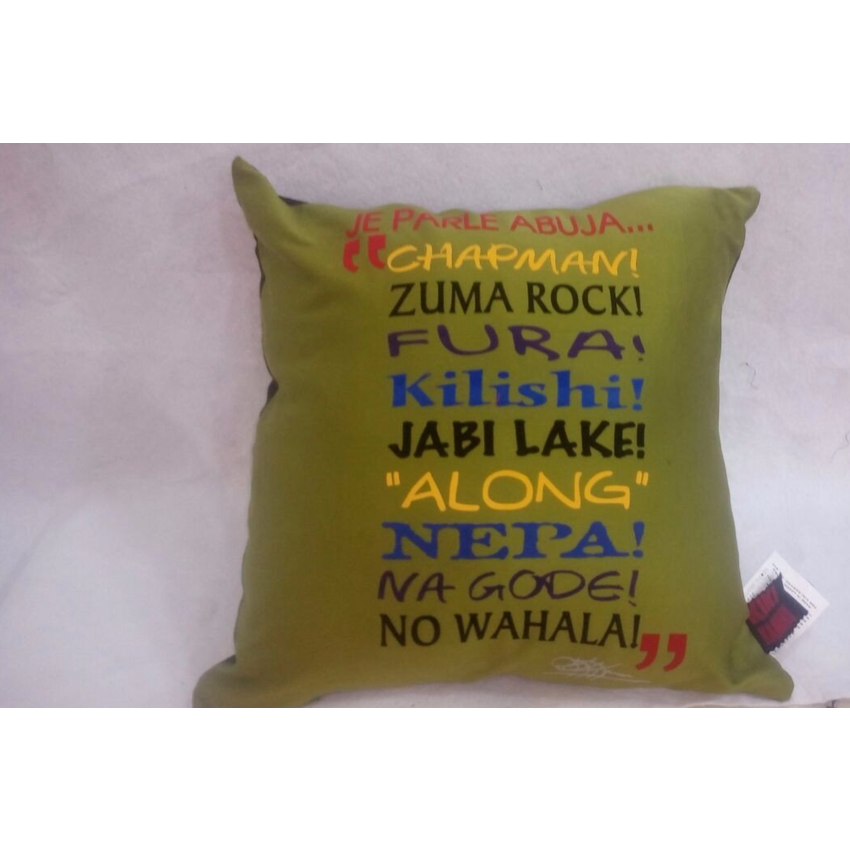 JE PARLE ABUJA...
“CHAPMAN!
ZUMA ROCK!
FURA!
Kilishi!
JABI LAKE!
"ALONG"
NEPA!
NA GODE!
NO WAHALA!”